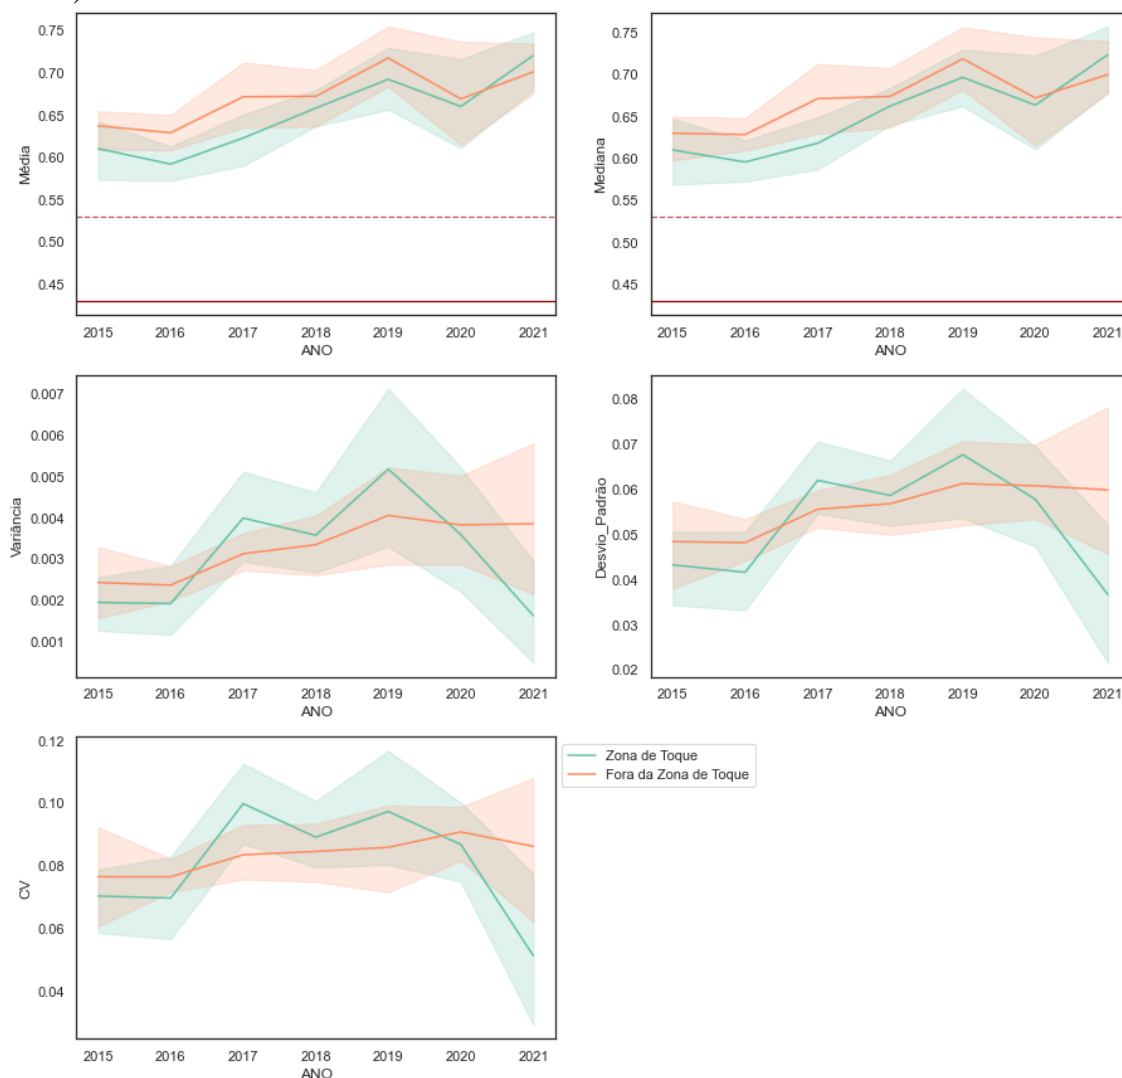 )
0.75
0.70
0.65
0.60
0.55
0.50
0.45
Média
2015 2016 2017 2018 2019 2020 2021
ANO
0.75
0.70
0.65
0.60
0.55
0.50
0.45
Mediana
2015 2016 2017 2018 2019 2020 2021
ANO
0.007
0.006
0.005
0.004
0.003
0.002
0.001
Variância
2015 2016 2017 2018 2019 2020 2021
ANO
0.08
0.07
0.06
0.05
0.04
0.03
0.02
Desvio_Padrão
2015 2016 2017 2018 2019 2020 2021
ANO
0.12
0.10
0.08
0.06
0.04
CV
2015 2016 2017 2018 2019 2020 2021
ANO
Zona de Toque
Fora da Zona de Toque